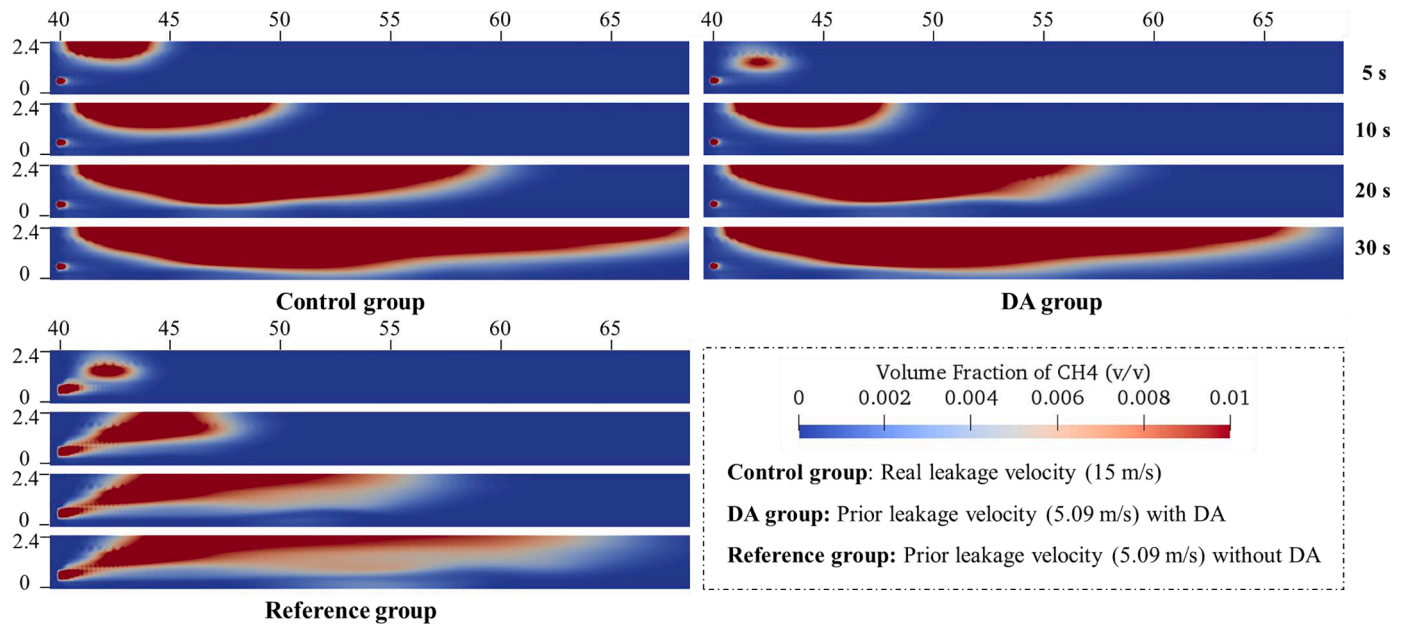 40 45 50 55 60 65
2.4
0
2.4
0
2.4
0
2.4
0
Control group
40 45 50 55 60 65
5 s
10 s
20 s
30 s
DA group
40 45 50 55 60 65
2.4
0
2.4
0
2.4
0
2.4
0
Reference group
Volume Fraction of CH4 (v/v)
0 0.002 0.004 0.006 0.008 0.01
Control group: Real leakage velocity (15 m/s)
DA group: Prior leakage velocity (5.09 m/s) with DA
Reference group: Prior leakage velocity (5.09 m/s) without DA